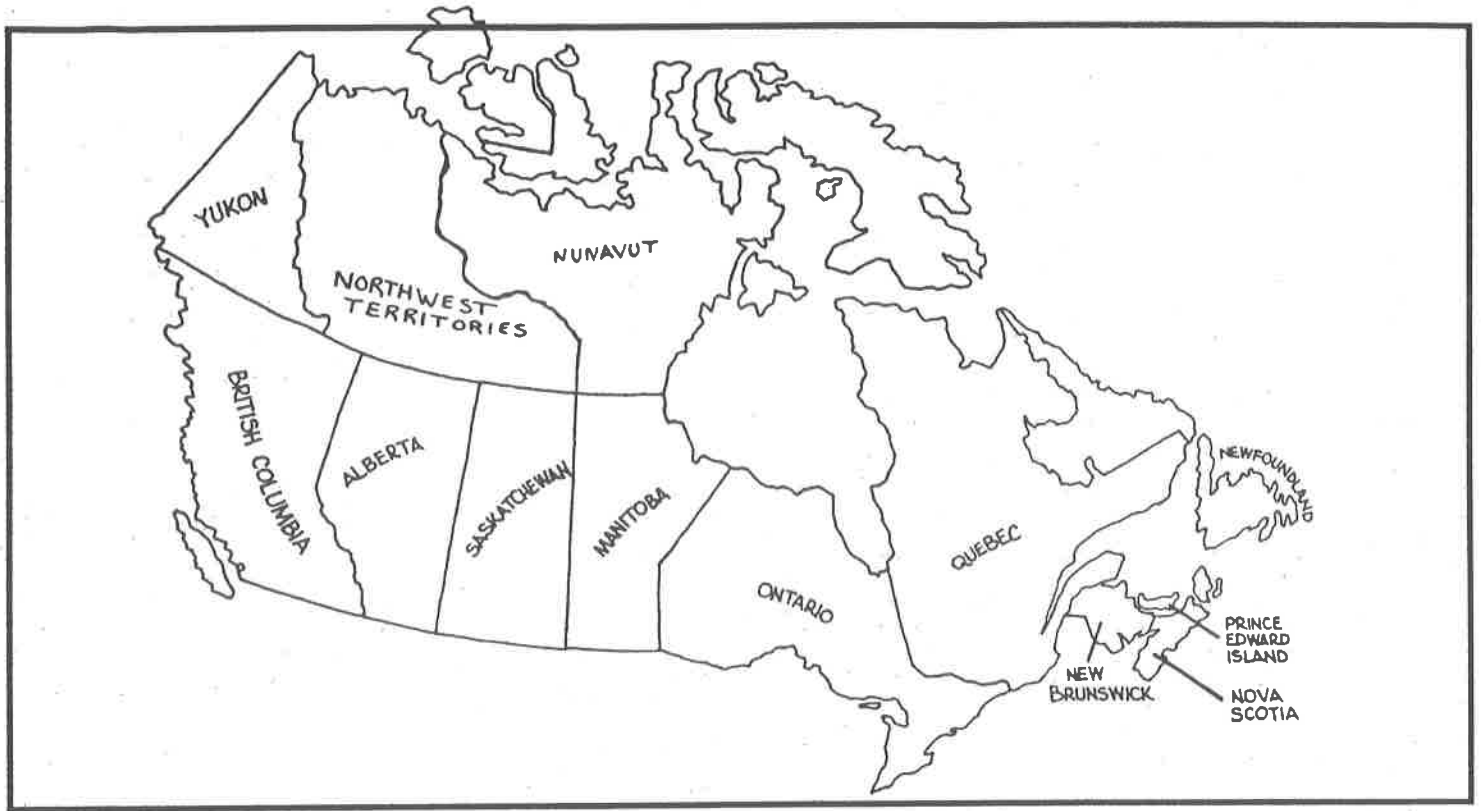 YUKON
NUNAVUT
NORTHWEST
TERRITORIES
BRITISH COLUMBIA
ALBERTA
SASKATCHEWAN
MANITOBA
ONTARIO
QUEBEC
NEWFOUNDLAND
PRINCE
EDWARD
ISLAND
NEW
BRUNSWICK
NOVA
SCOTIA